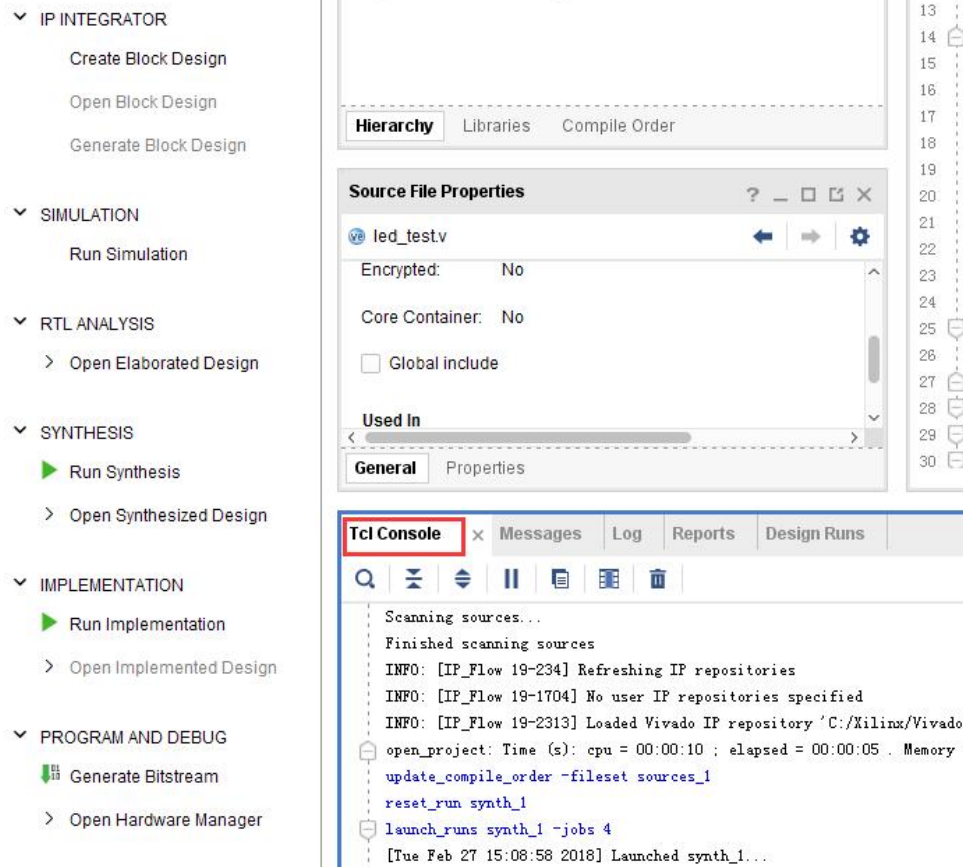 IP INTEGRATOR
Create Block Design
Open Block Design
Generate Block Design
SIMULATION
Run Simulation
RTL ANALYSIS
Open Elaborated Design
SYNTHESIS
Run Synthesis
Open Synthesized Design
IMPLEMENTATION
Run Implementation
Open Implemented Design
PROGRAM AND DEBUG
Generate Bitstream
Open Hardware Manager
Hierarchy Libraries Compile Order
Source File Properties ? _ X
led_test.v
Encrypted: No
Core Container: No
Global include
Used In
General Properties
Tcl Console × Messages Log Reports Design Runs
Scanning sources...
Finished scanning sources
INFO: [IP_Flow 19-234] Refreshing IP repositories
INFO: [IP_Flow 19-1704] No user IP repositories specified
INFO: [IP_Flow 19-2313] Loaded Vivado IP repository 'C:/Xilinx/Vivado
open_project: Time (s): cpu = 00:00:10 ; elapsed = 00:00:05 . Memory
update_compile_order -fileset sources_1
reset_run synth_1
launch_runs synth_1 -jobs 4
[Tue Feb 27 15:08:58 2018] Launched synth_1...
13
14
15
16
17
18
19
20
21
22
23
24
25
26
27
28
29
30